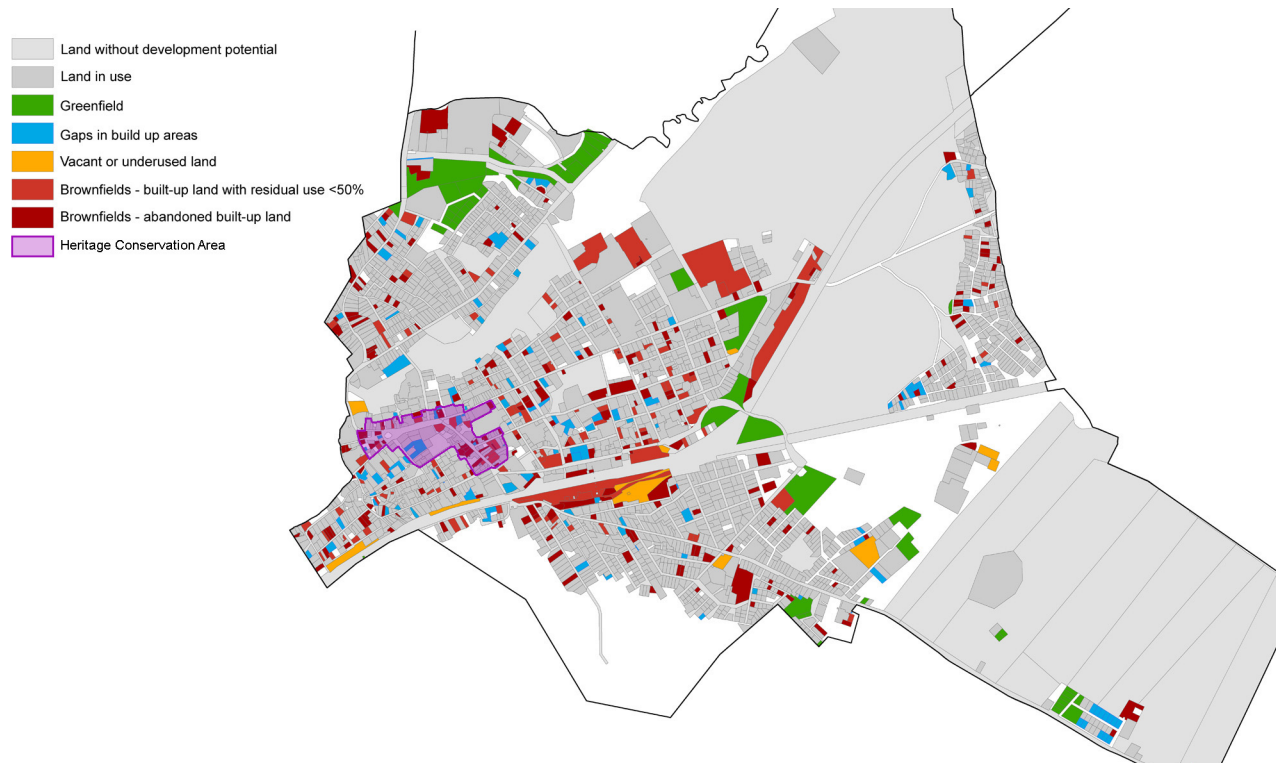 Land without development potential
Land in use
Greenfield
Gaps in build up areas
Vacant or underused land
Brownfields - built-up land with residual use <50%
Brownfields - abandoned built-up land
Heritage Conservation Area